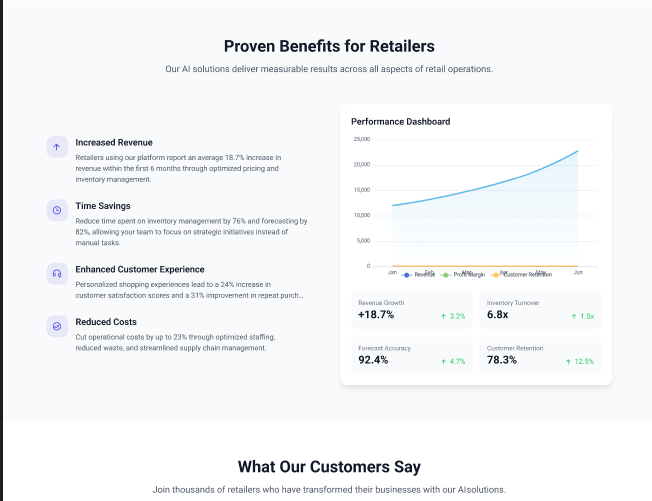 Proven Benefits for Retailers
Our AI solutions deliver measurable results across all aspects of retail operations.
Increased Revenue
Retailers using our platform report an average 18.7% increase in
revenue within the first 6 months through optimized pricing and
inventory management.
Time Savings
Reduce time spent on inventory management by 76% and forecasting by
82%, allowing your team to focus on strategic initiatives instead of
manual tasks.
Enhanced Customer Experience
Personalized shopping experiences lead to a 24% increase in
customer satisfaction scores and a 31% improvement in repeat purch...
Reduced Costs
Cut operational costs by up to 23% through optimized staffing,
reduced waste, and streamlined supply chain management.
Performance Dashboard
25,000
20,000
15,000
10,000
5,000
0
Jan Feb Mar Apr May Jun
Revenue Profit Margin Customer Retention
Revenue Growth
+18.7% ↑ 3.2%
Inventory Turnover
6.8x ↑ 1.5x
Forecast Accuracy
92.4% ↑ 4.7%
Customer Retention
78.3% ↑ 12.5%
What Our Customers Say
Join thousands of retailers who have transformed their businesses with our AIsolutions.